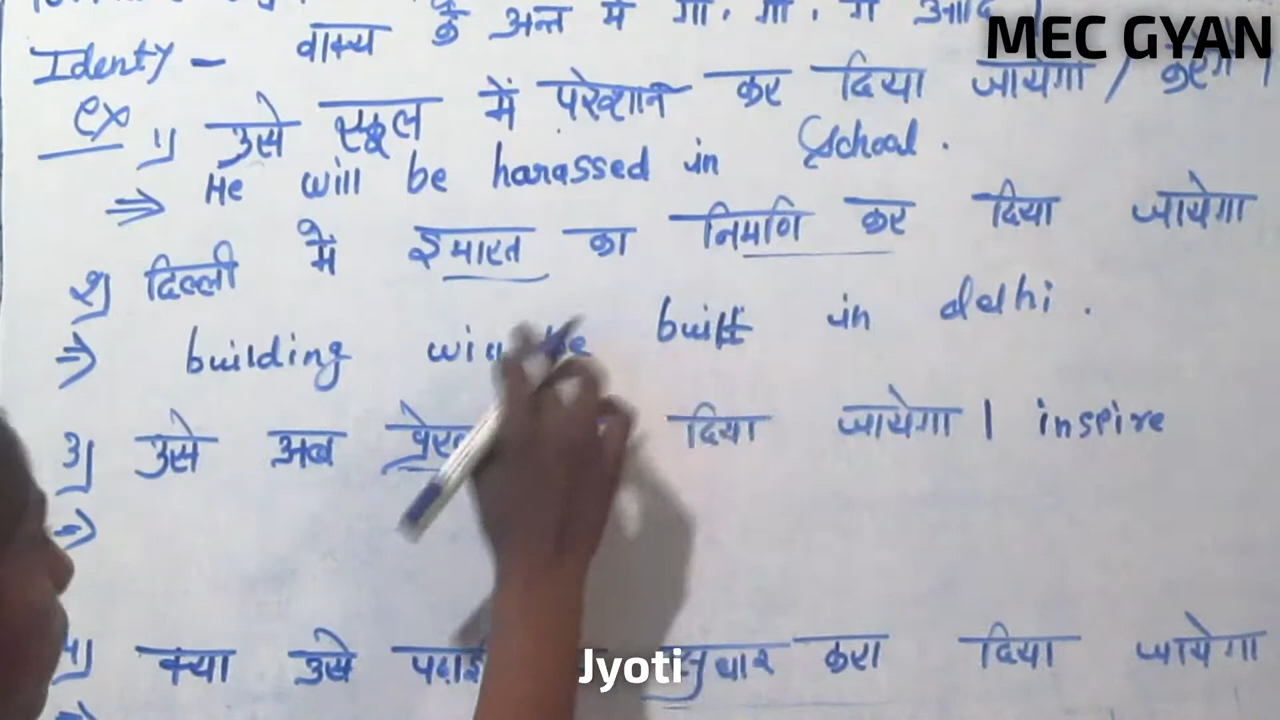 के अन्त में गा, गी, गे आदि
MEC GYAN
Identy - वाक्य
ex 1) उसे स्कूल में परेशान कर दिया जायेगा / करेगे |
⇒ He will be harassed in School.
2) दिल्ली में इमारत का निर्माण कर दिया जायेगा
⇒ building will be built in delhi.
3) उसे अब दिया जायेगा | inspire
⇒
4) क्या उसे करा दिया जायेगा
Jyoti